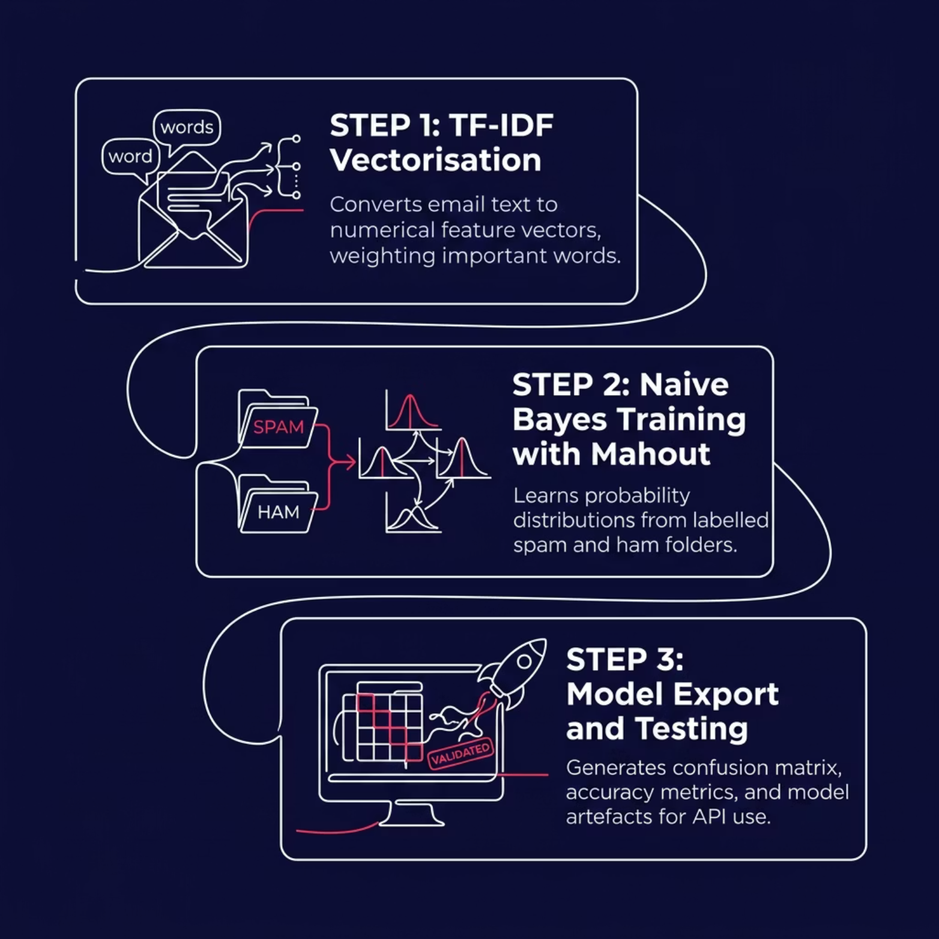 words
word
STEP 1: TF-IDF
Vectorisation
Converts email text to
numerical feature vectors,
weighting important words.
SPAM
HAM
STEP 2: Naive
Bayes Training
with Mahout
Learns probability
distributions from labelled
spam and ham folders.
VALIDATED
STEP 3:
Model Export
and Testing
Generates confusion matrix,
accuracy metrics, and model
artefacts for API use.